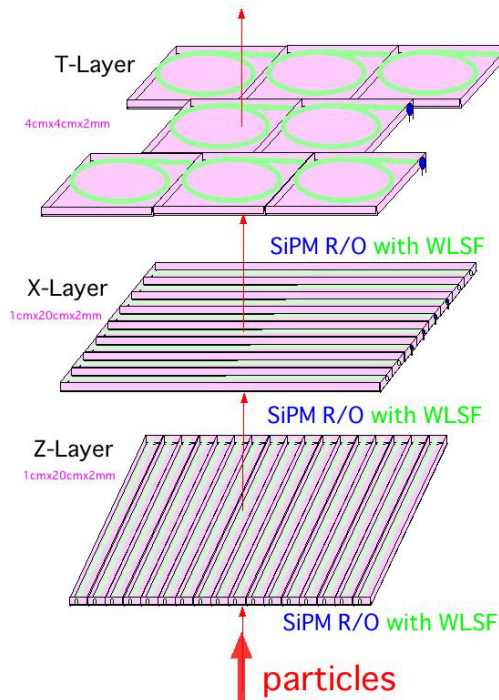 T-Layer
4cmx4cmx2mm
SiPM R/O with WLSF
X-Layer
1cmx20cmx2mm
SiPM R/O with WLSF
Z-Layer
1cmx20cmx2mm
SiPM R/O with WLSF
particles